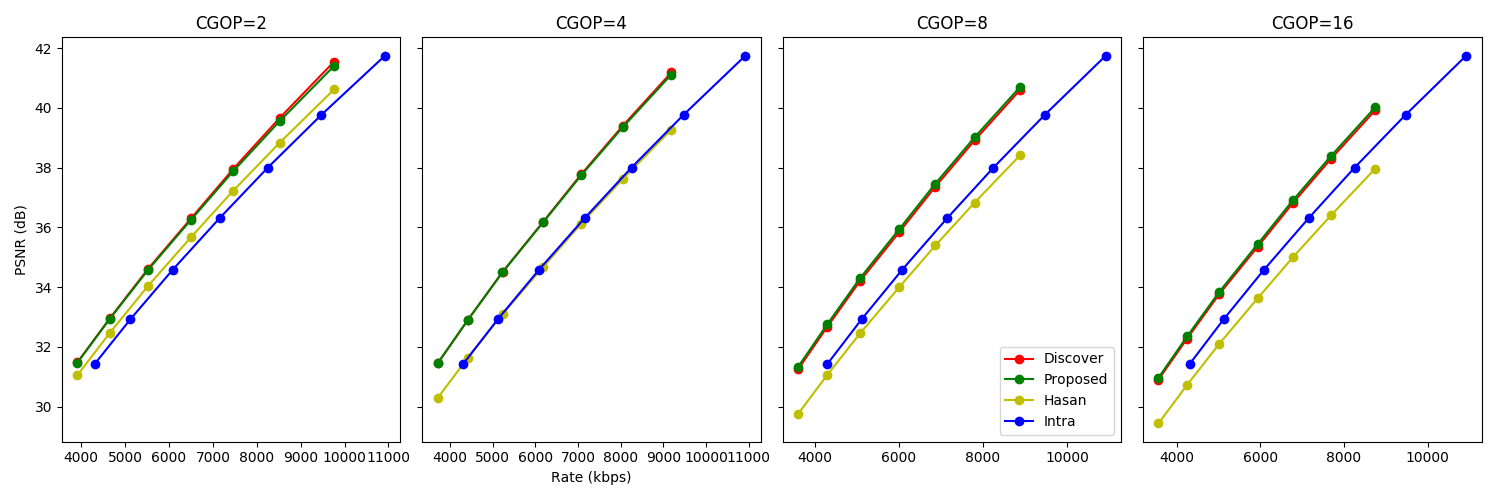 CGOP=2 CGOP=4 CGOP=8 CGOP=16
42
40
38
36
34
32
30
PSNR (dB)
Discover
Proposed
Hasan
Intra
4000 5000 6000 7000 8000 9000 10000 11000
4000 5000 6000 7000 8000 9000 10000 11000
4000 6000 8000 10000
4000 6000 8000 10000
Rate (kbps)